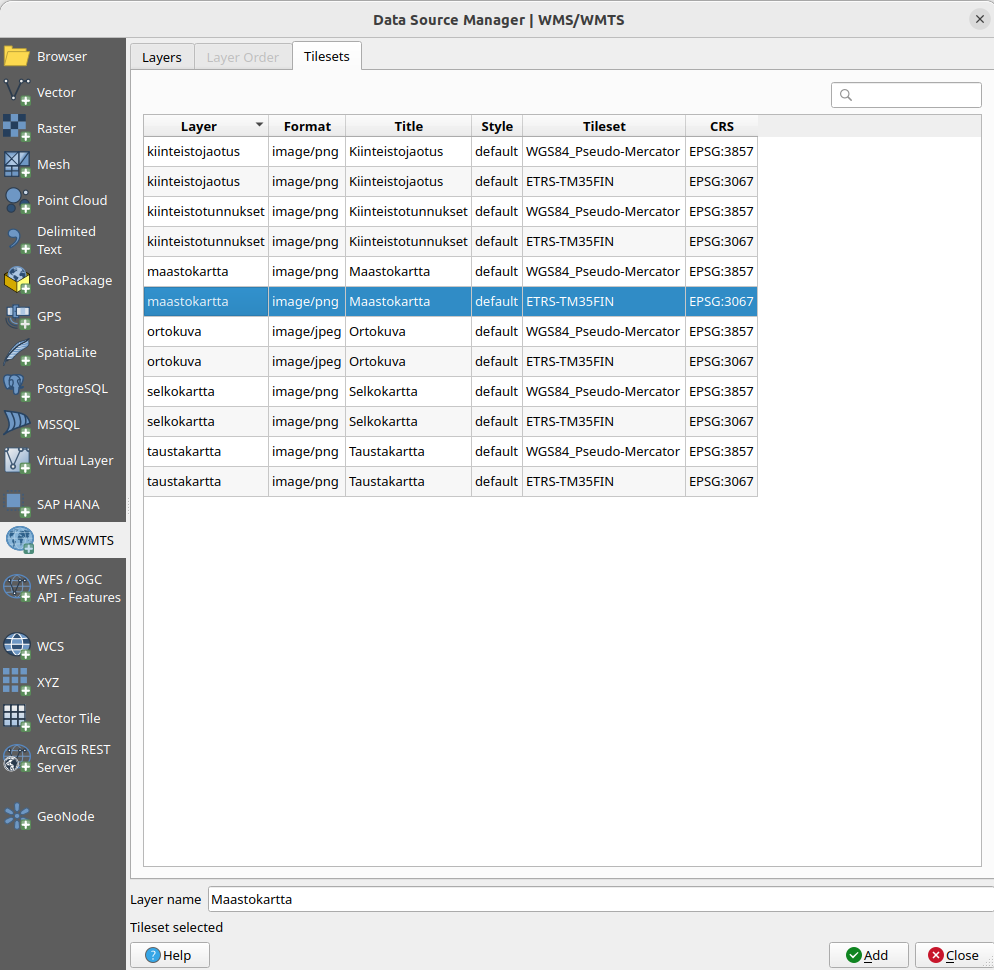 Data Source Manager | WMS/WMTS
Browser
Vector
Raster
Mesh
Point Cloud
Delimited
Text
GeoPackage
GPS
SpatiaLite
PostgreSQL
MSSQL
Virtual Layer
SAP HANA
WMS/WMTS
WFS / OGC
API - Features
WCS
XYZ
Vector Tile
ArcGIS REST
Server
GeoNode
Layers Layer Order Tilesets
Layer Format Title Style Tileset CRS
kiinteistojaotus image/png Kiinteistojaotus default WGS84_Pseudo-Mercator EPSG:3857
kiinteistojaotus image/png Kiinteistojaotus default ETRS-TM35FIN EPSG:3067
kiinteistotunnukset image/png Kiinteistotunnukset default WGS84_Pseudo-Mercator EPSG:3857
kiinteistotunnukset image/png Kiinteistotunnukset default ETRS-TM35FIN EPSG:3067
maastokartta image/png Maastokartta default WGS84_Pseudo-Mercator EPSG:3857
maastokartta image/png Maastokartta default ETRS-TM35FIN EPSG:3067
ortokuva image/jpeg Ortokuva default WGS84_Pseudo-Mercator EPSG:3857
ortokuva image/jpeg Ortokuva default ETRS-TM35FIN EPSG:3067
selkokartta image/png Selkokartta default WGS84_Pseudo-Mercator EPSG:3857
selkokartta image/png Selkokartta default ETRS-TM35FIN EPSG:3067
taustakartta image/png Taustakartta default WGS84_Pseudo-Mercator EPSG:3857
taustakartta image/png Taustakartta default ETRS-TM35FIN EPSG:3067
Layer name Maastokartta
Tileset selected
Help Add Close